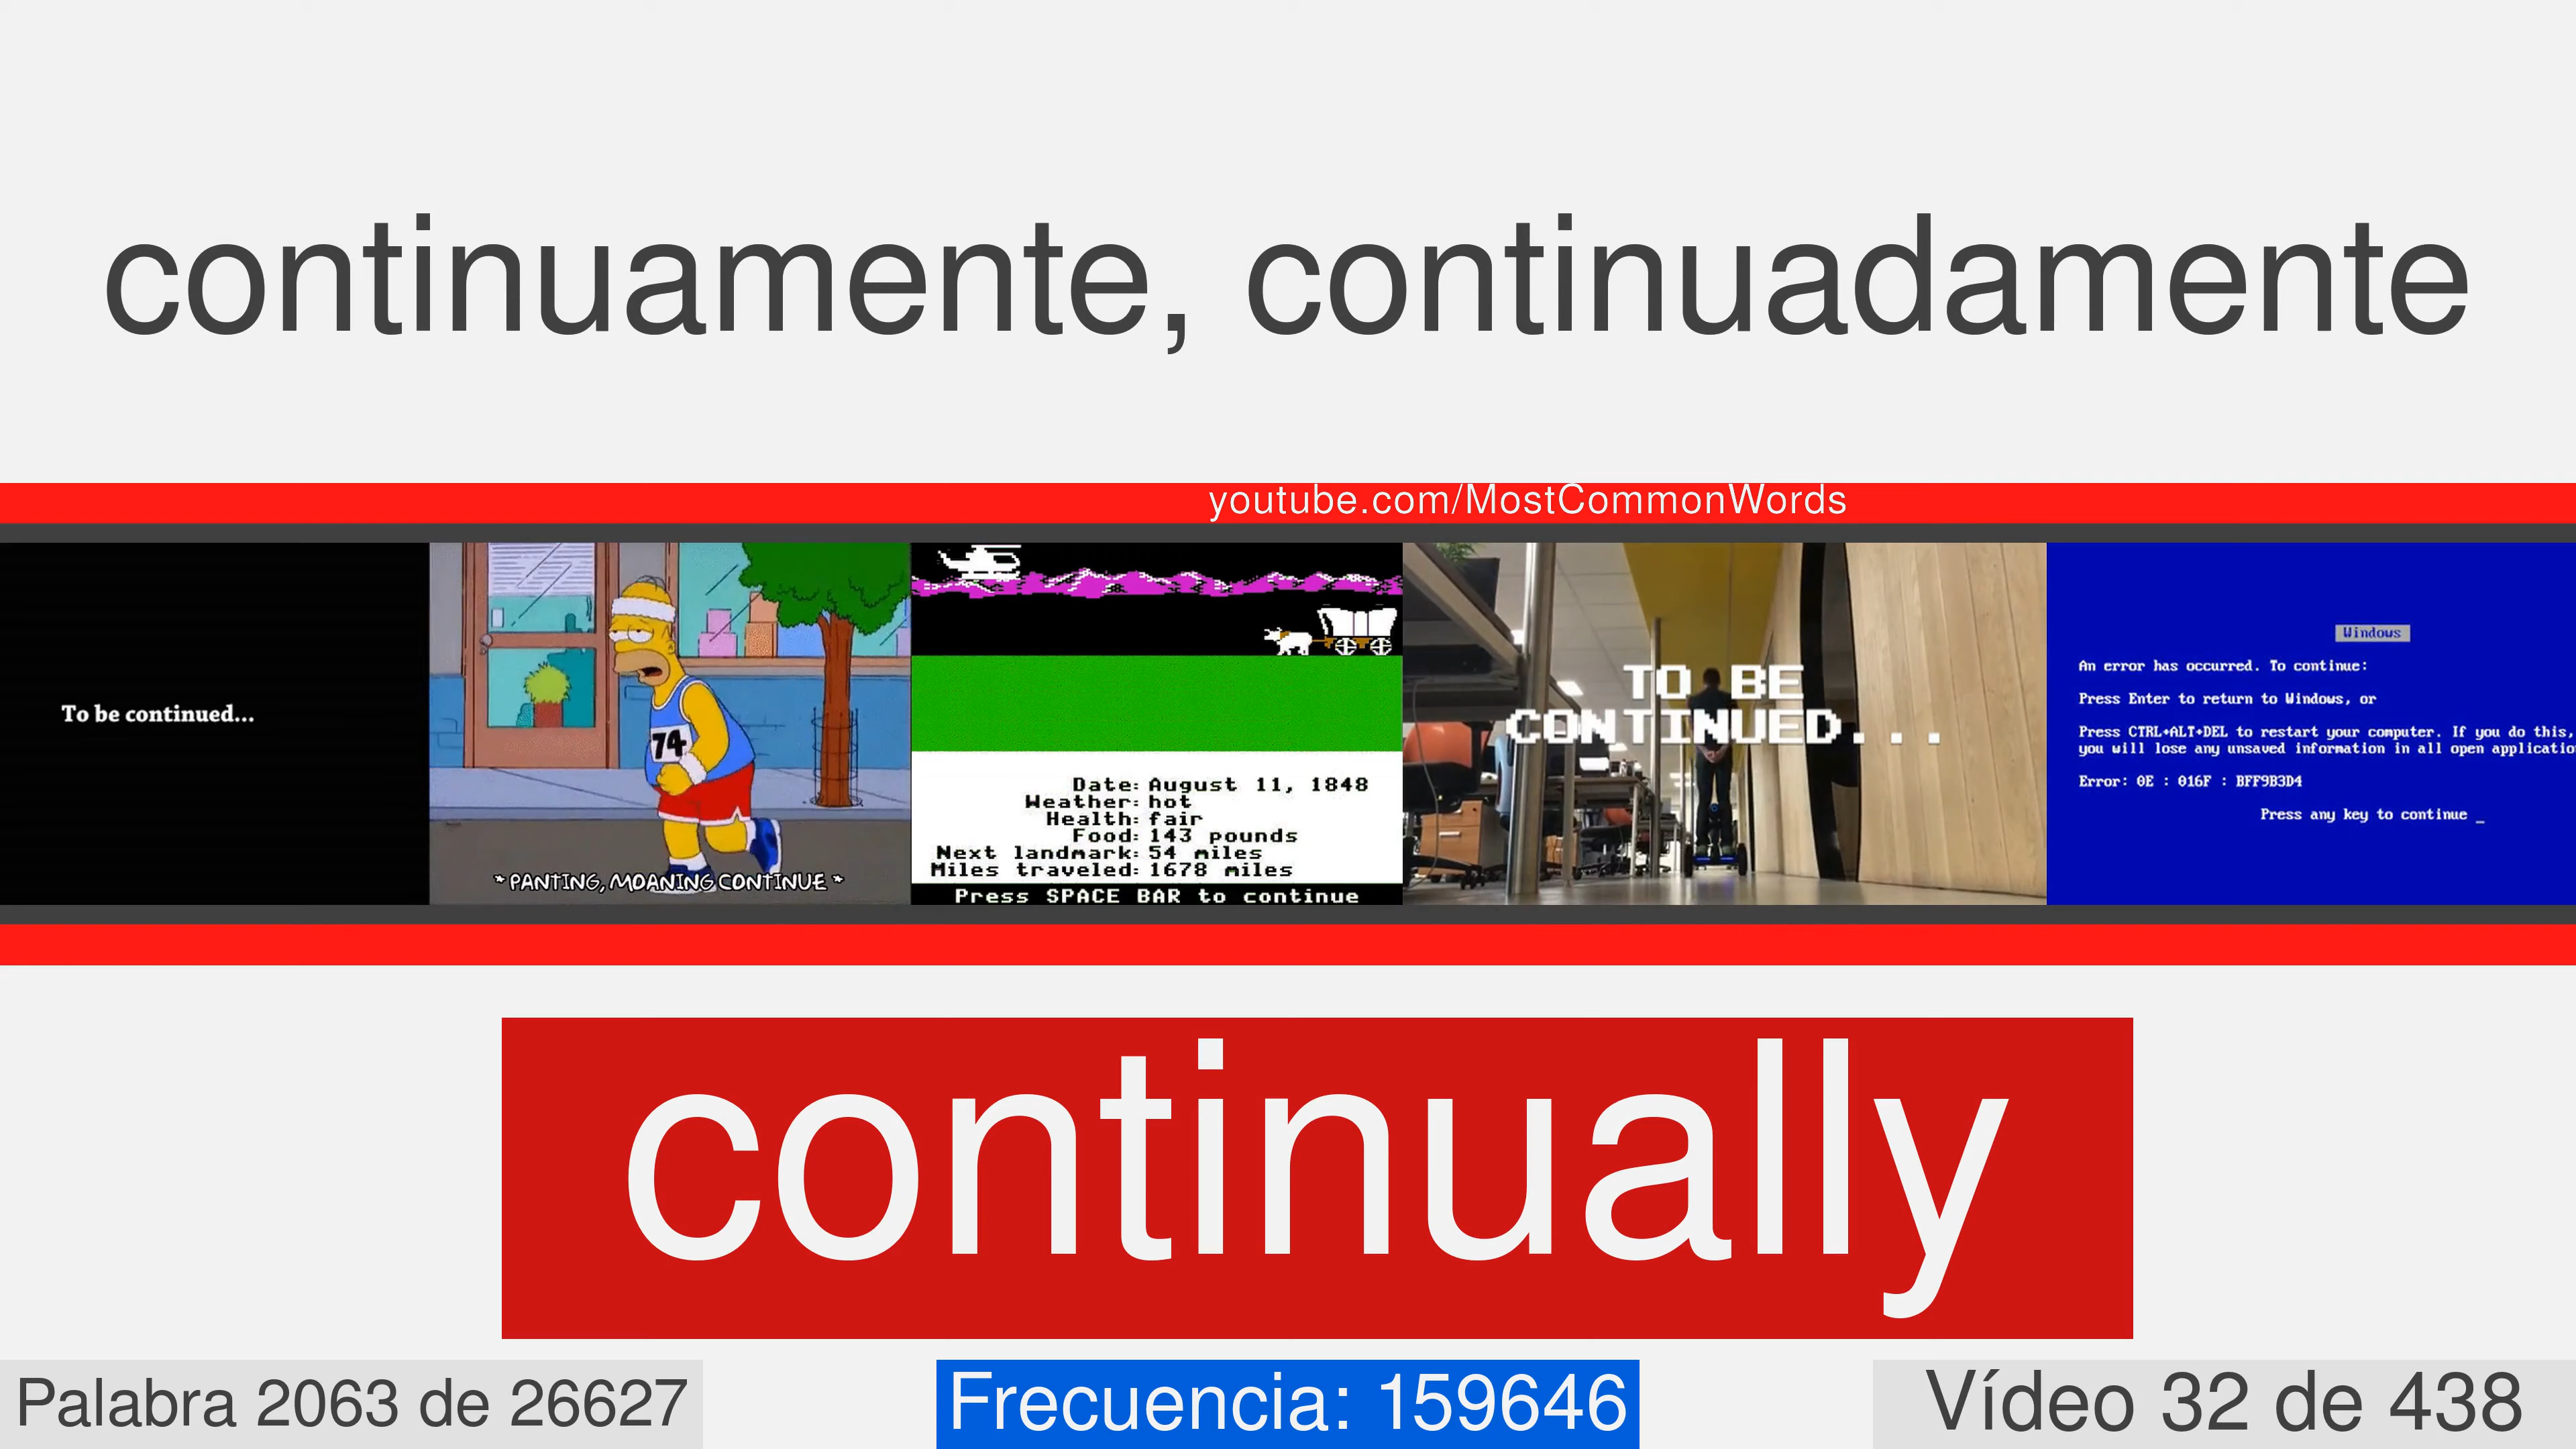 continuamente, continuadamente
youtube.com/MostCommonWords
To be continued...
74
*PANTING, MOANING CONTINUE*
Date: August 11, 1848
Weather: hot
Health: fair
Food: 143 pounds
Next landmark: 54 miles
Miles traveled: 1678 miles
Press SPACE BAR to continue
TO BE
CONTINUED...
Windows
An error has occurred. To continue:
Press Enter to return to Windows, or
Press CTRL+ALT+DEL to restart your computer. If you do this,
you will lose any unsaved information in all open applicatio
Error: 0E : 016F : BFF9B3D4
Press any key to continue _
continually
Palabra 2063 de 26627
Frecuencia: 159646
Vídeo 32 de 438